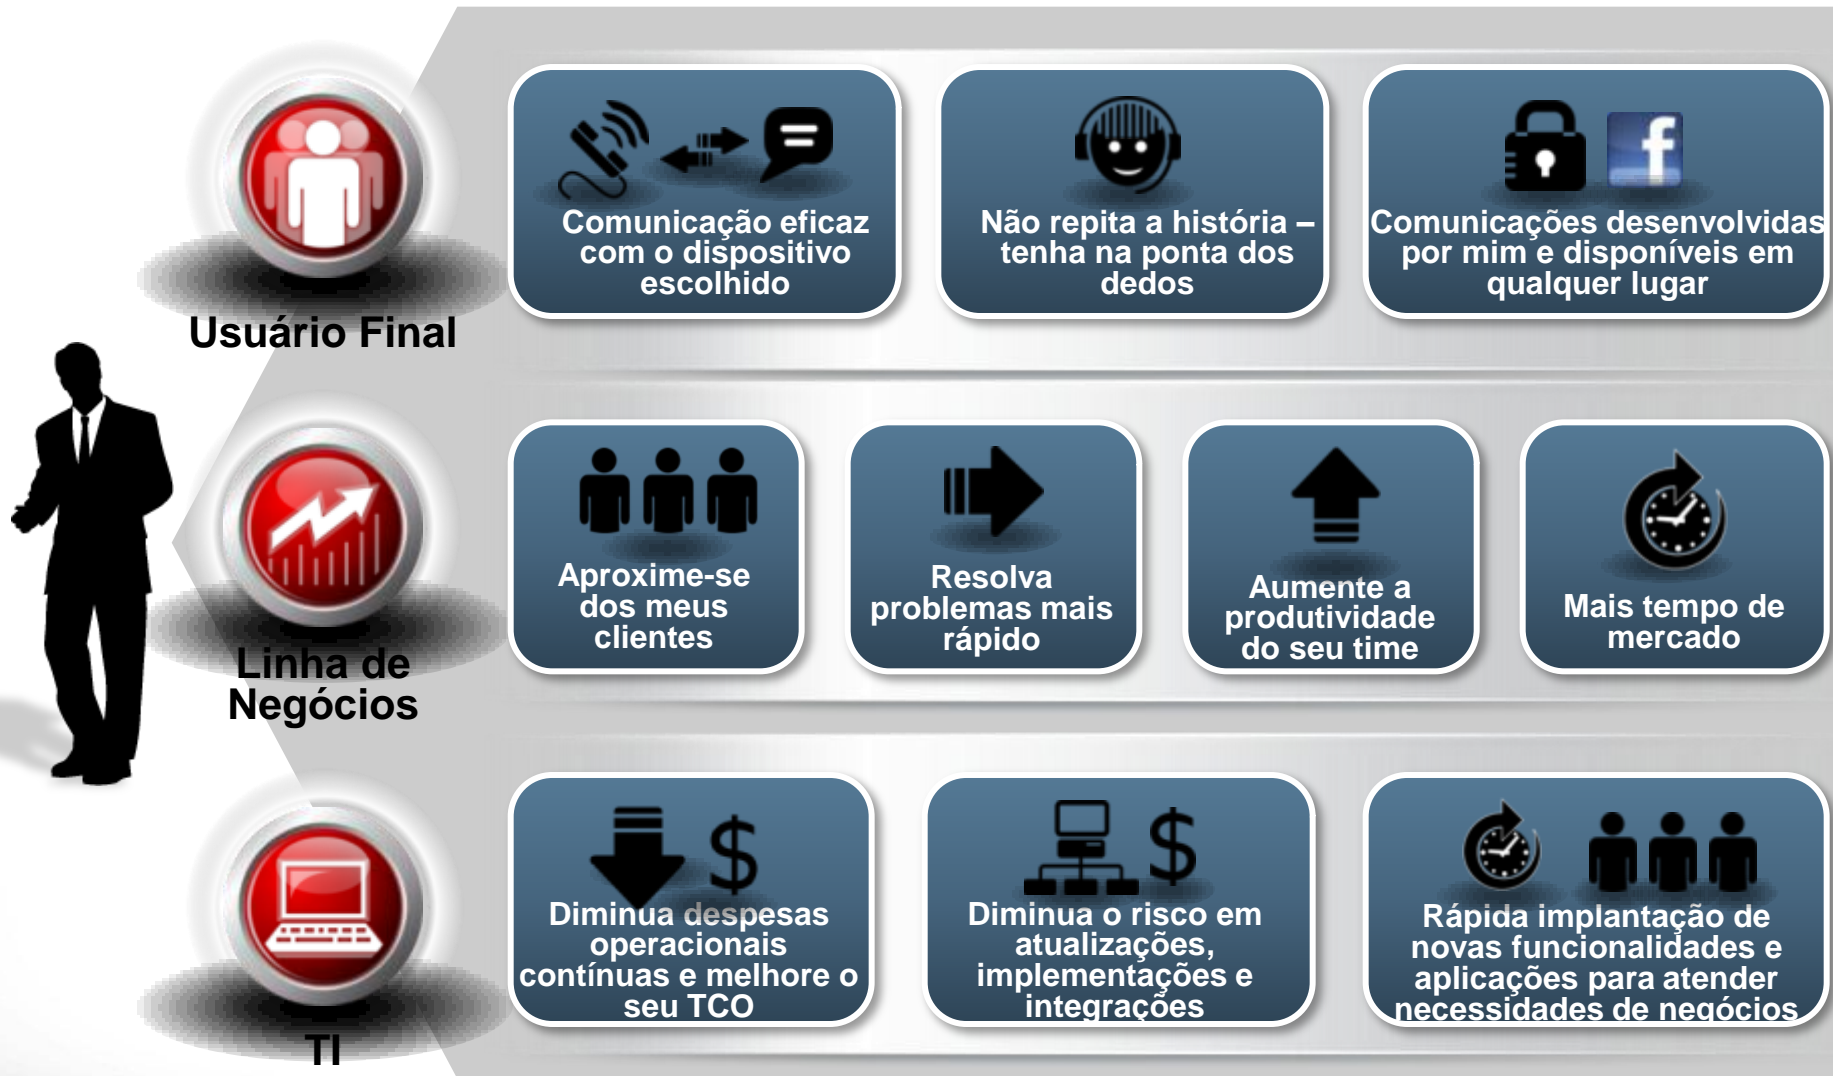 Comunicação eficaz
com o dispositivo
escolhido
Não repita a história –
tenha na ponta dos
dedos
f
Comunicações desenvolvidas
por mim e disponíveis em
qualquer lugar
Usuário Final
Aproxime-se
dos meus
clientes
Resolva
problemas mais
rápido
Aumente a
produtividade
do seu time
Mais tempo de
mercado
Linha de
Negócios
$
Diminua despesas
operacionais
contínuas e melhore o
seu TCO
$
Diminua o risco em
atualizações,
implementações e
integrações
Rápida implantação de
novas funcionalidades e
aplicações para atender
necessidades de negócios
TI